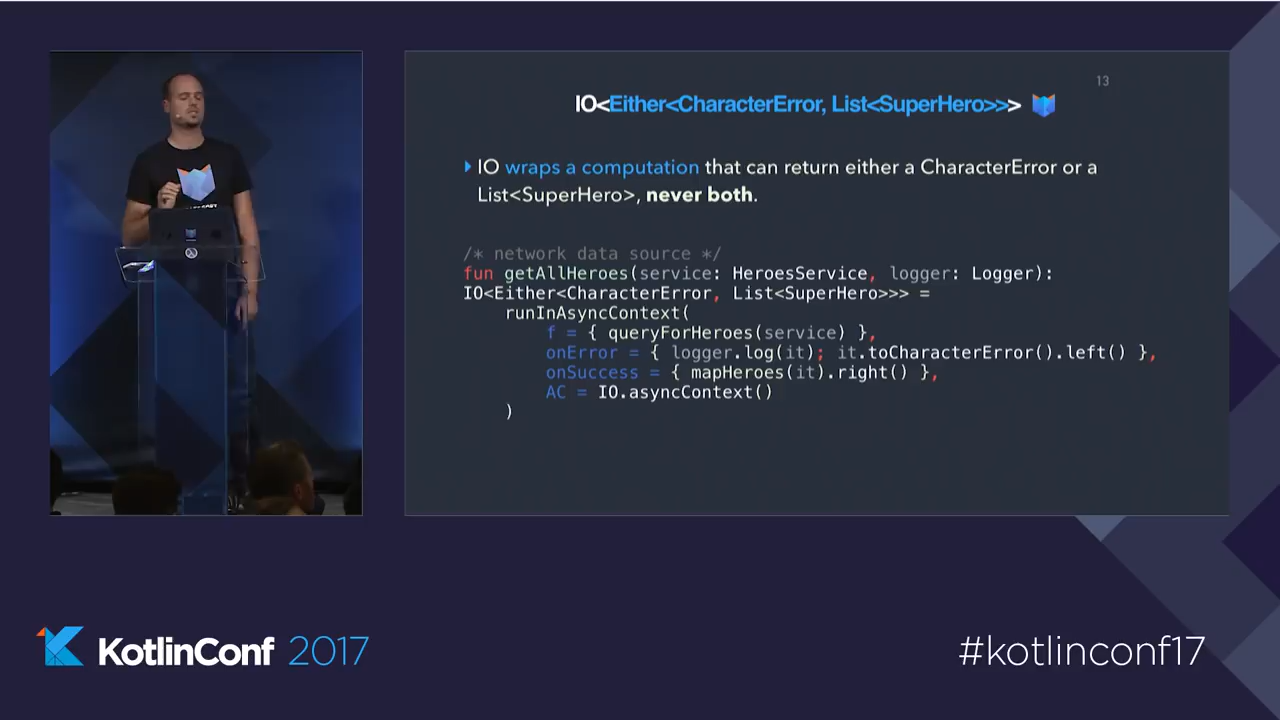 13
IO<Either<CharacterError, List<SuperHero>>>
IO wraps a computation that can return either a CharacterError or a
List<SuperHero>, never both.
/* network data source */
fun getAllHeroes(service: HeroesService, logger: Logger):
IO<Either<CharacterError, List<SuperHero>>> =
runInAsyncContext(
f = { queryForHeroes(service) },
onError = { logger.log(it); it.toCharacterError().left() },
onSuccess = { mapHeroes(it).right() },
AC = IO.asyncContext()
)
KotlinConf 2017
#kotlinconf17